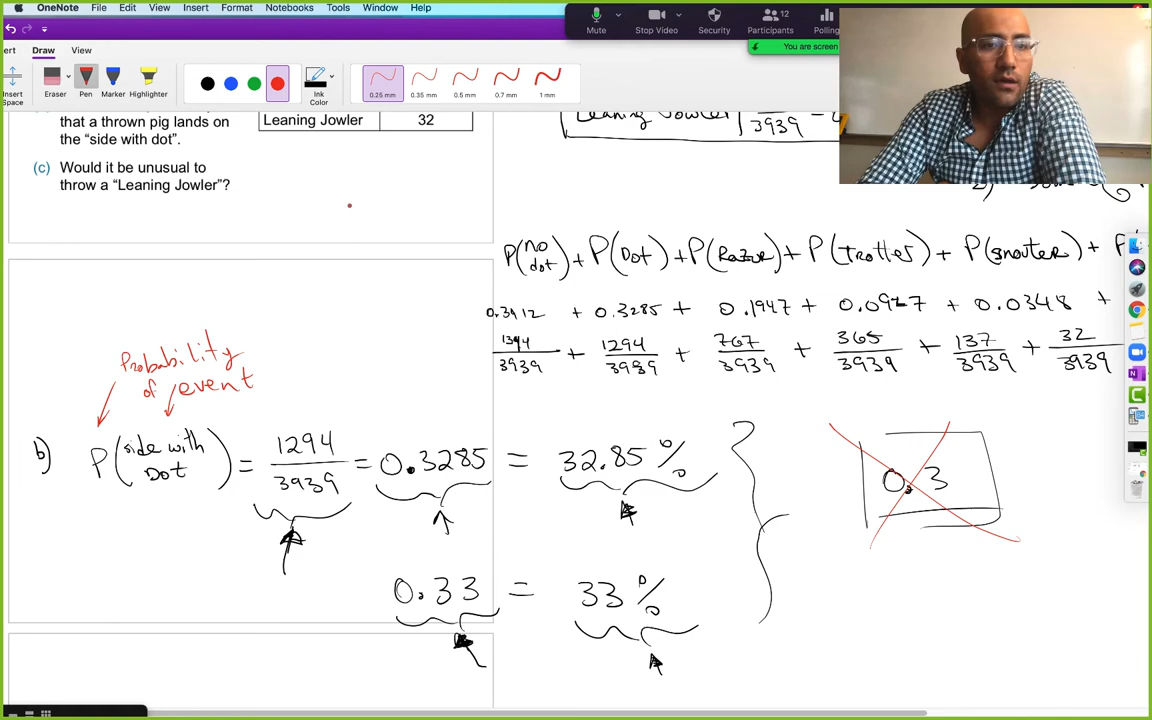 OneNote File Edit View Insert Format Notebooks Tools Window Help
Mute Stop Video Security Participants 12 Polling
You are screen
Draw View
Insert Space
Eraser Pen Marker Highlighter
Ink Color
0.25 mm 0.35 mm 0.5 mm 0.7 mm 1 mm
that a thrown pig lands on
the “side with dot”.
Leaning Jowler 32
(c) Would it be unusual to
throw a “Leaning Jowler”?
Leaning Jowler 3939
P(no dot) + P(Dot) + P(Razor) + P(trotter) + P(snouter) +
+ 0.3285 + 0.1947 + 0.0927 + 0.0348 +
3939 + 1294/3939 + 767/3939 + 365/3939 + 137/3939 + 32/3939
Probability
of event
b) P(side with Dot) = 1294/3939 = 0.3285 = 32.85%
0.3
0.33 = 33%